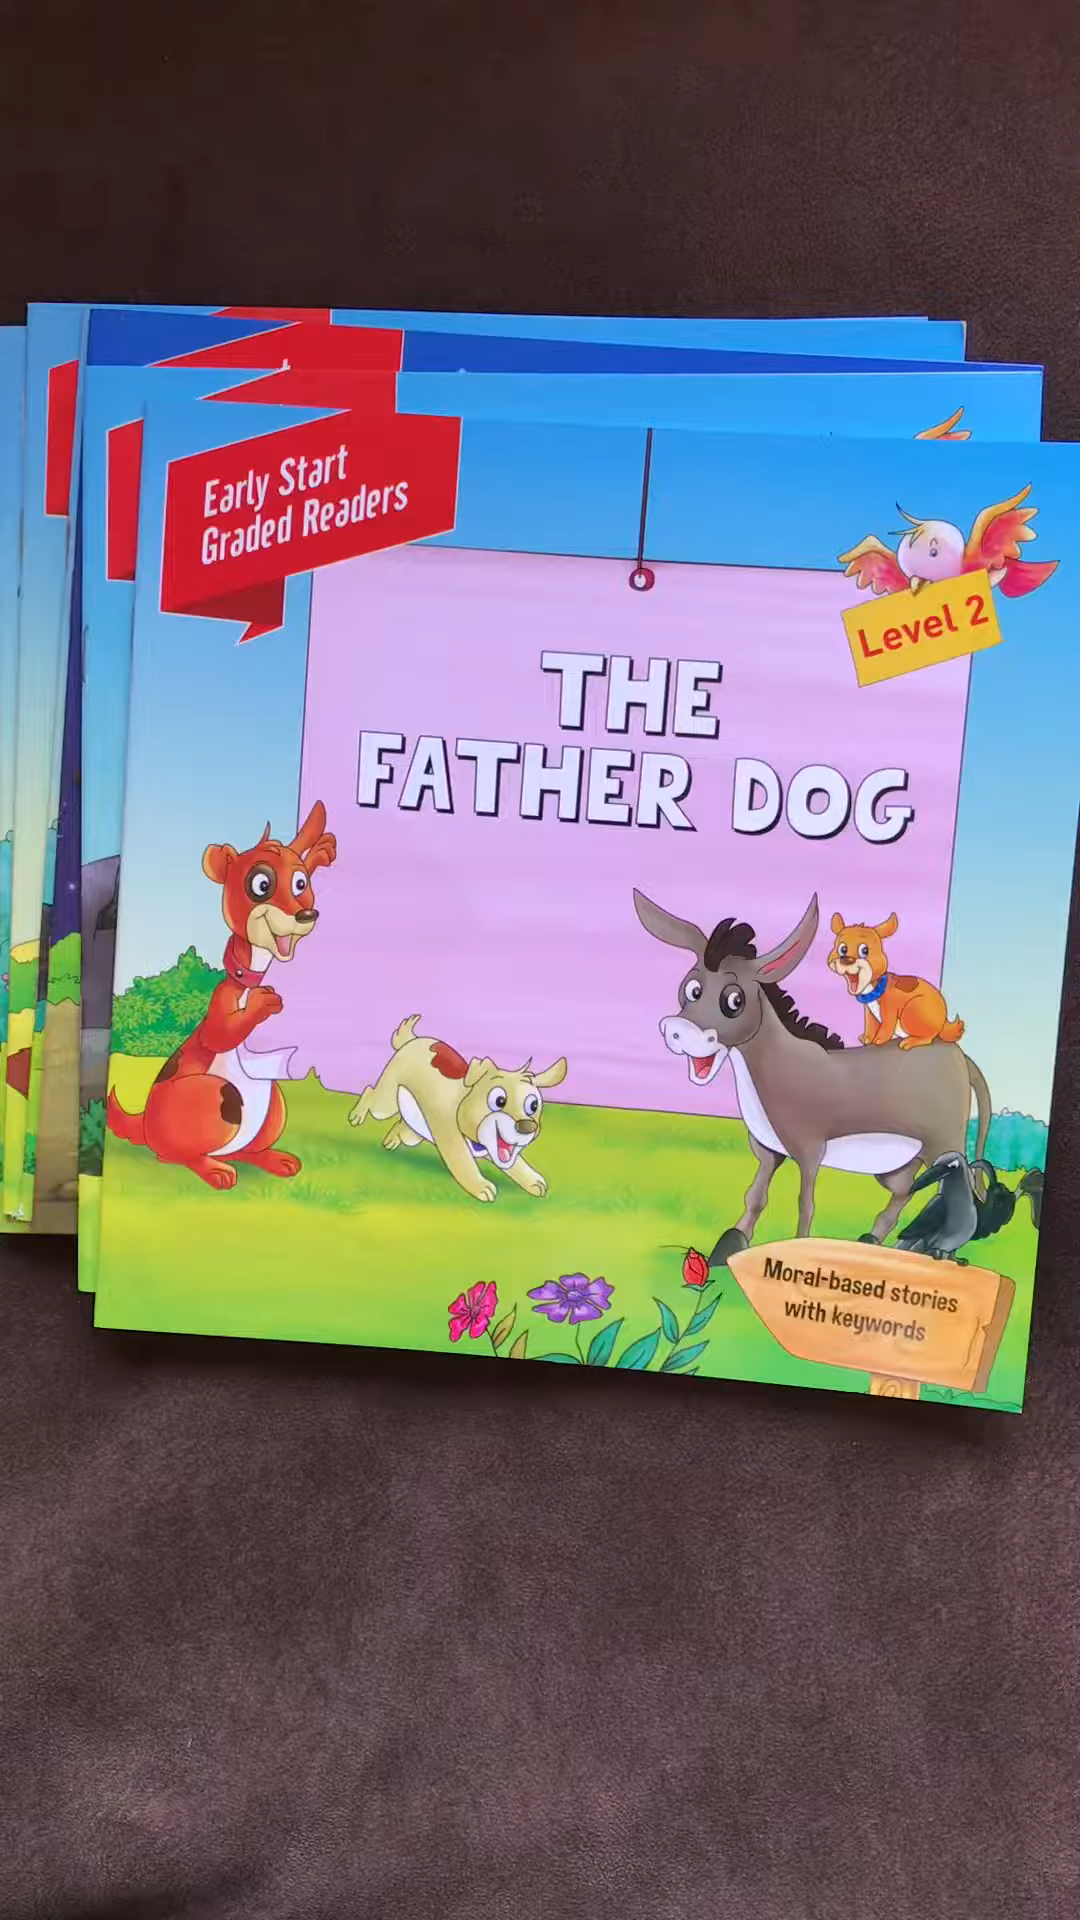 Early Start
Graded Readers
Level 2
THE
FATHER DOG
Moral-based stories
with keywords